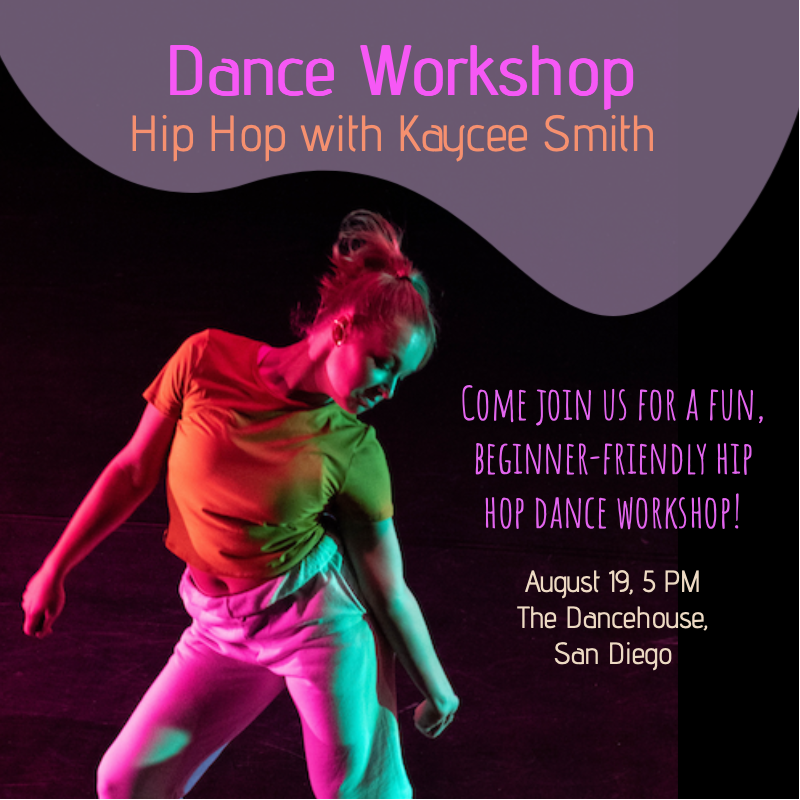 Dance Workshop
Hip Hop with Kaycee Smith
Come join us for a fun,
beginner-friendly hip
hop dance workshop!
August 19, 5 PM
The Dancehouse,
San Diego